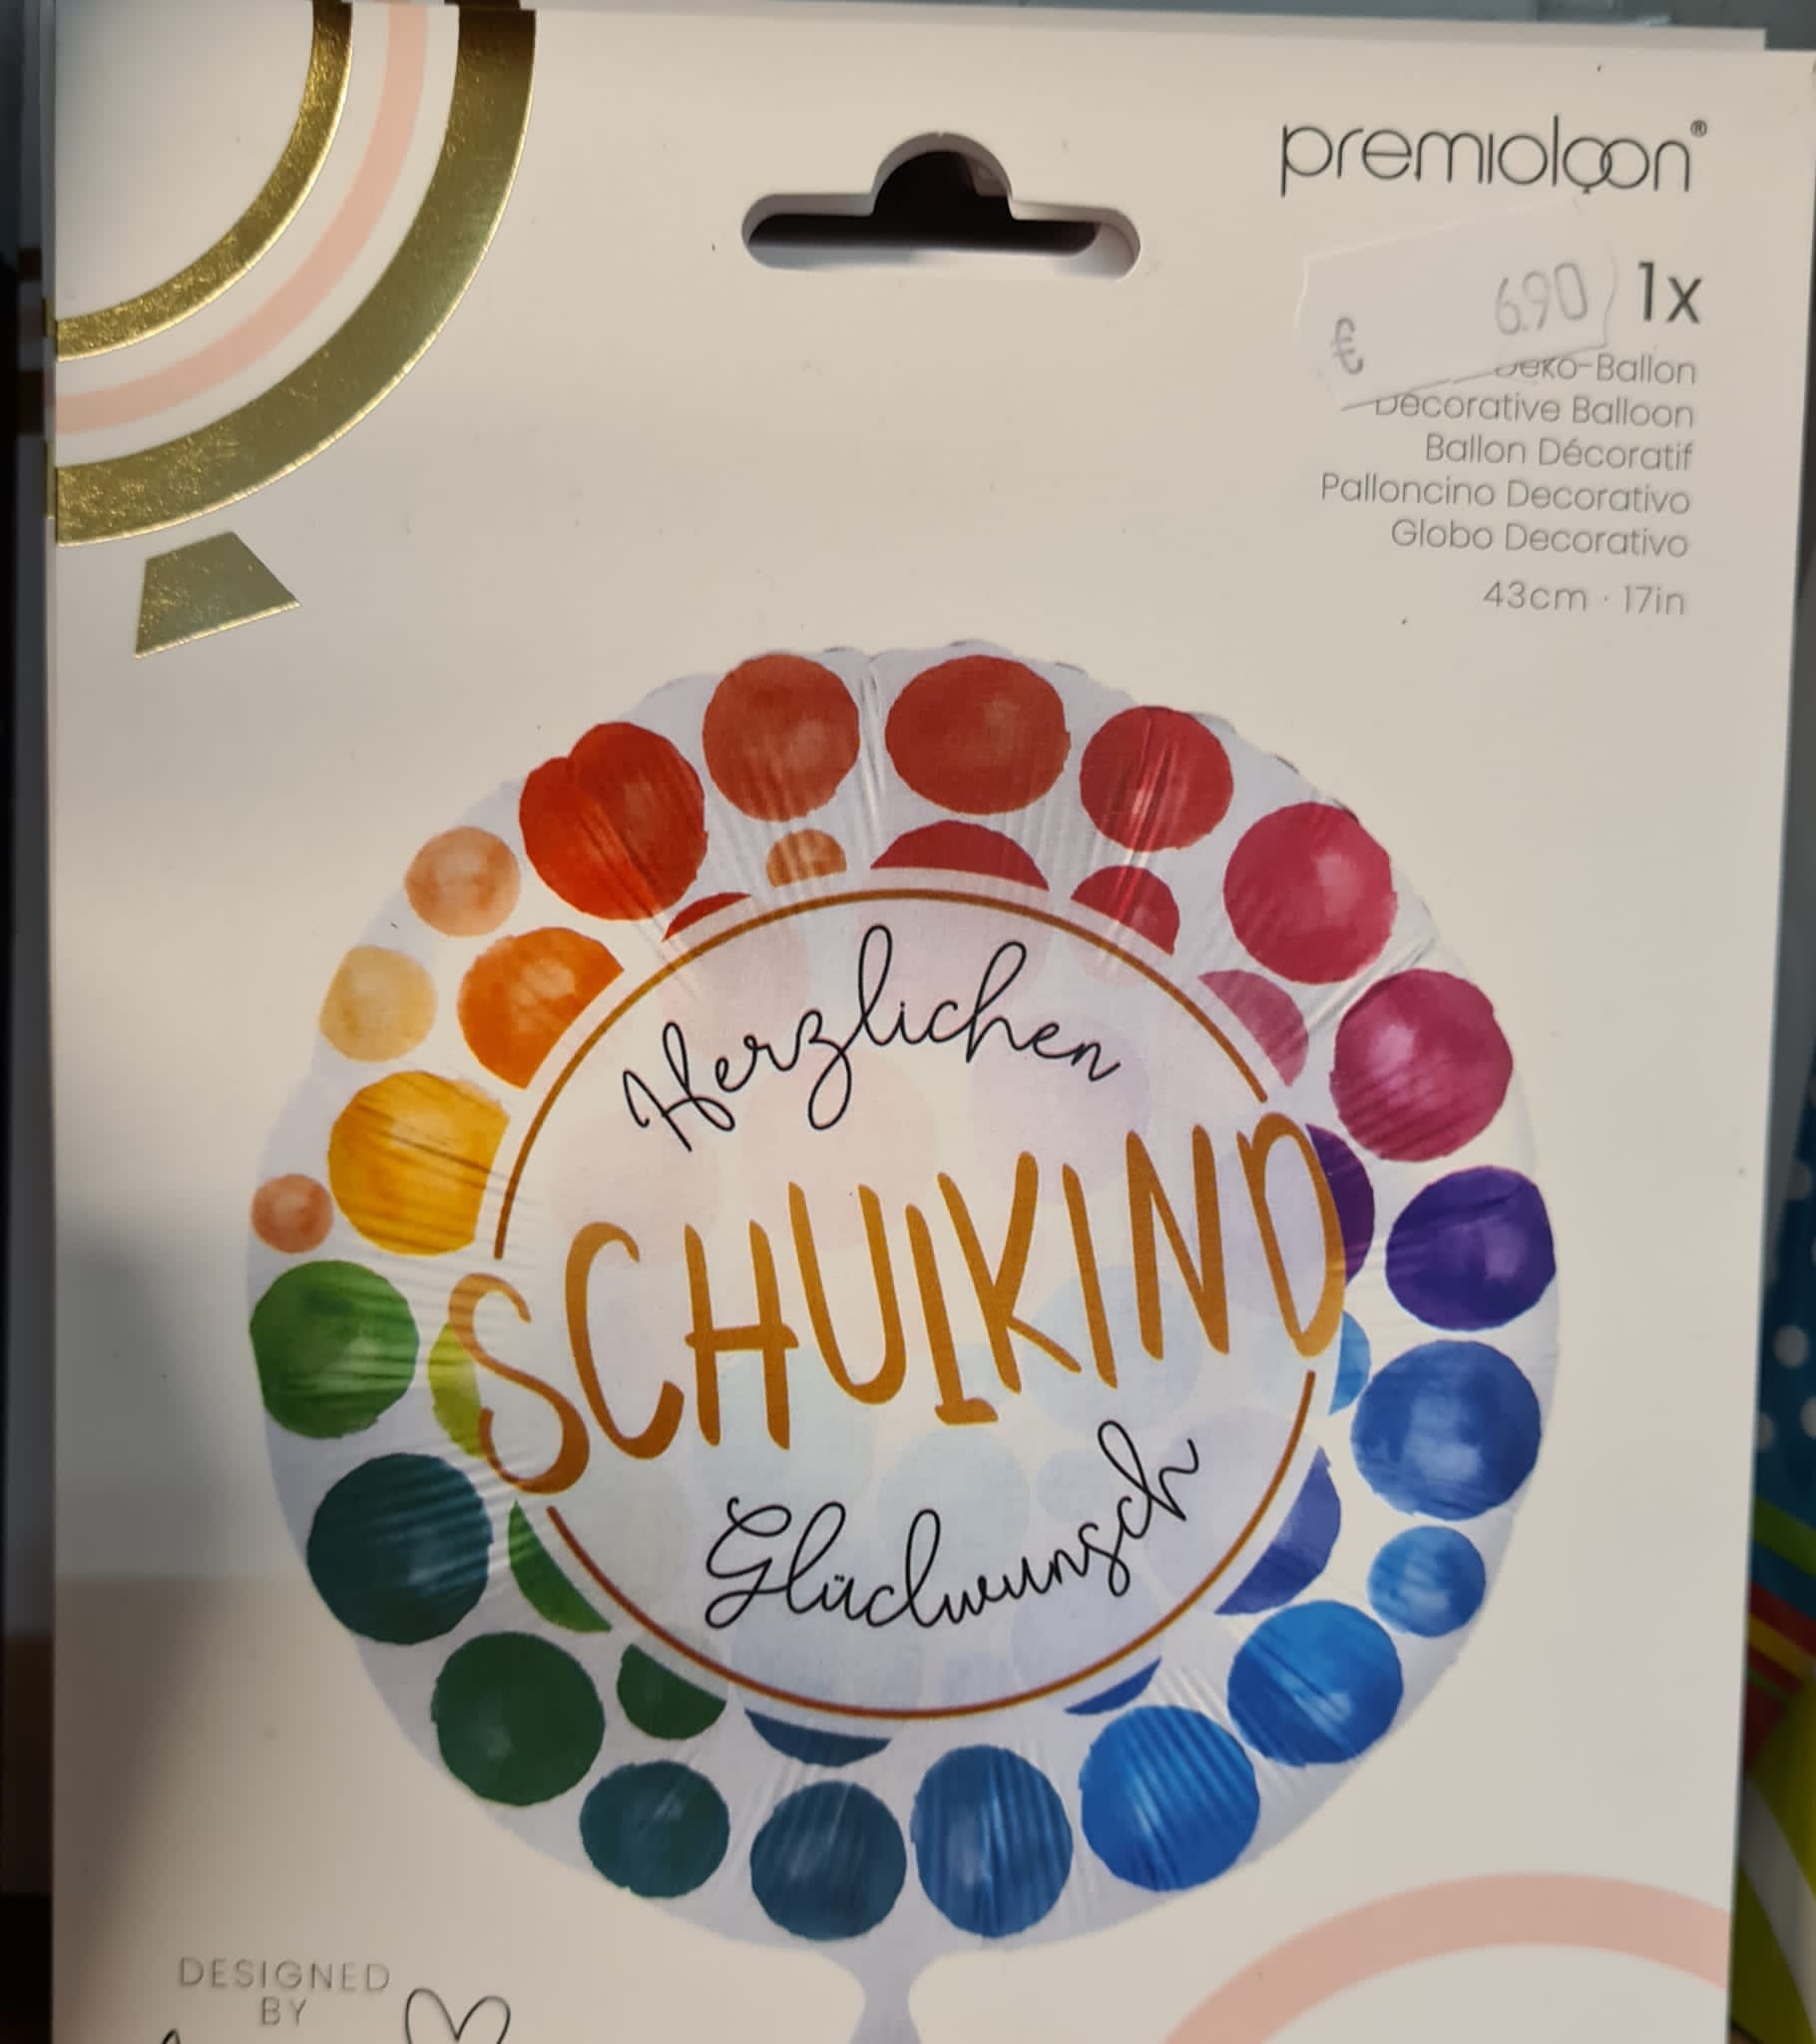 premioloon®
€ 6.90
1x
Deko-Ballon
Decorative Balloon
Ballon Décoratif
Palloncino Decorativo
Globo Decorativo
43cm · 17in
Herzlichen
SCHULKIND
Glückwunsch
DESIGNED
BY